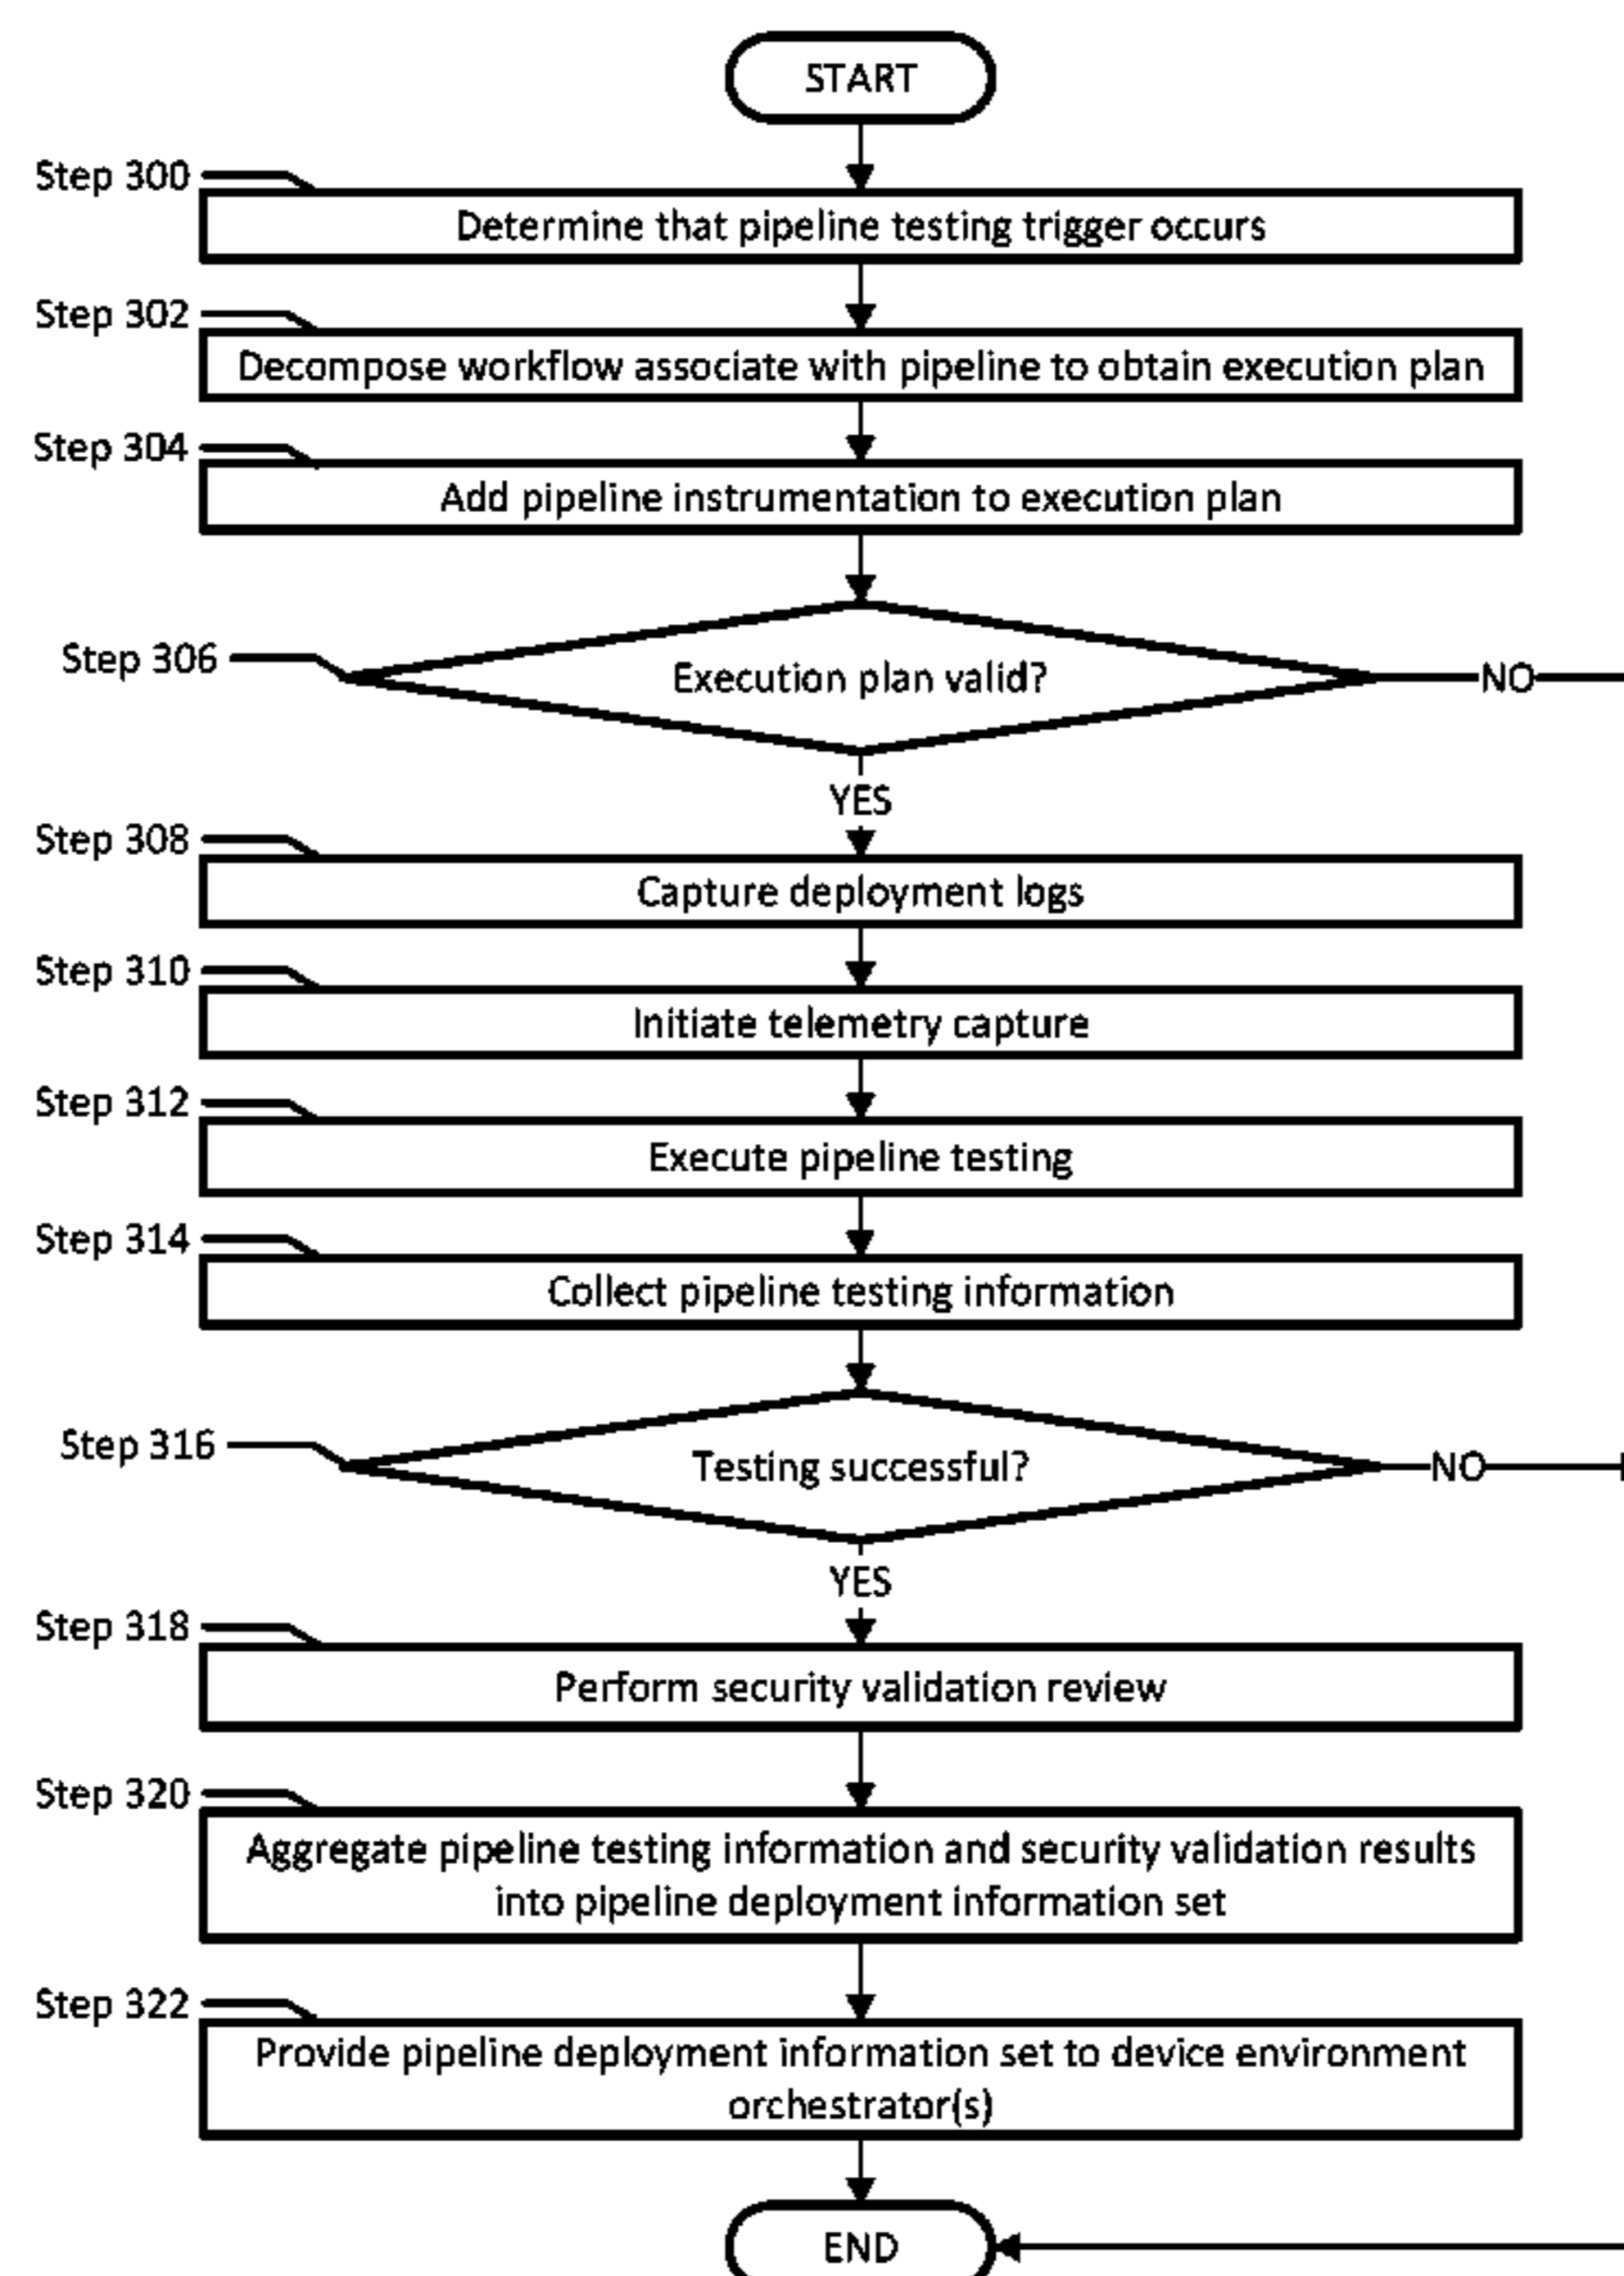 START
Step 300
Determine that pipeline testing trigger occurs
Step 302
Decompose workflow associate with pipeline to obtain execution plan
Step 304
Add pipeline instrumentation to execution plan
Step 306
Execution plan valid?
NO
YES
Step 308
Capture deployment logs
Step 310
Initiate telemetry capture
Step 312
Execute pipeline testing
Step 314
Collect pipeline testing information
Step 316
Testing successful?
NO
YES
Step 318
Perform security validation review
Step 320
Aggregate pipeline testing information and security validation results
into pipeline deployment information set
Step 322
Provide pipeline deployment information set to device environment
orchestrator(s)
END